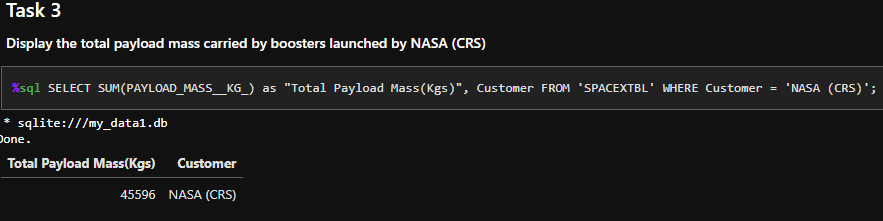 Task 3
Display the total payload mass carried by boosters launched by NASA (CRS)
%sql SELECT SUM(PAYLOAD_MASS__KG_) as "Total Payload Mass(Kgs)", Customer FROM 'SPACEXTBL' WHERE Customer = 'NASA (CRS)';
* sqlite:///my_data1.db
Done.
Total Payload Mass(Kgs) Customer
45596 NASA (CRS)